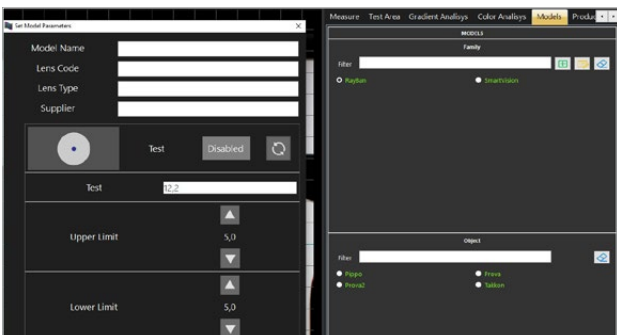 Set Model Parameters
Model Name
Lens Code
Lens Type
Supplier
Test
Disabled
Test
12,2
Upper Limit
5,0
Lower Limit
5,0
Measure
Test Area
Gradient Analisys
Color Analisys
Models
Produc
MODELS
Family
Filter
RayBan
SmartVision
Object
Filter
Pippo
Prova
Prova2
Takkon